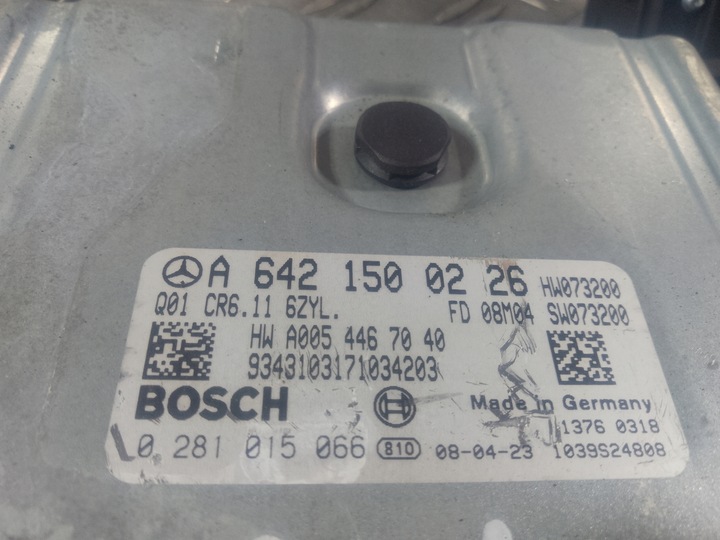 A 642 150 02 26 HW073200
Q01 CR6.11 6ZYL. FD 08M04 SW073200
HW A005 446 70 40
9343103171034203
BOSCH Made in Germany
1376 0318
0 281 015 066 810 08-04-23 1039S24808